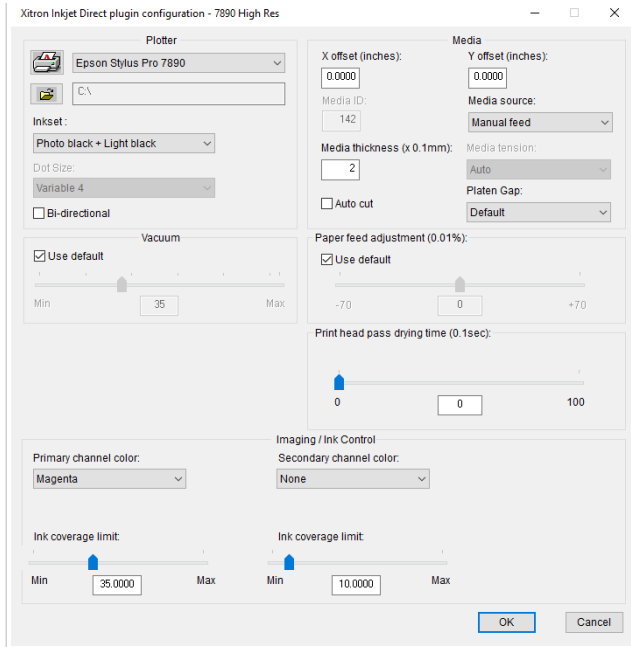 Xitron Inkjet Direct plugin configuration - 7890 High Res
Plotter
Epson Stylus Pro 7890
C:\
Inkset :
Photo black + Light black
Dot Size:
Variable 4
Bi-directional
Media
X offset (inches):
Y offset (inches):
0.0000
0.0000
Media ID:
Media source:
142
Manual feed
Media thickness (x 0.1mm):
Media tension:
2
Auto
Platen Gap:
Auto cut
Default
Vacuum
Use default
Min
35
Max
Paper feed adjustment (0.01%):
Use default
-70
0
+70
Print head pass drying time (0.1sec):
0
0
100
Imaging / Ink Control
Primary channel color:
Secondary channel color:
Magenta
None
Ink coverage limit:
Ink coverage limit:
Min
35.0000
Max
Min
10.0000
Max
OK
Cancel